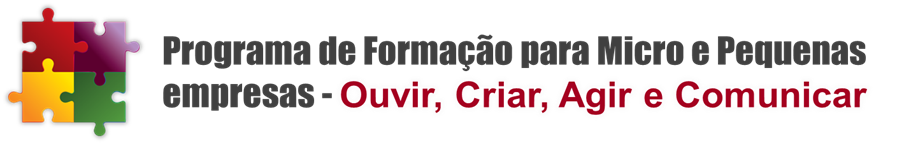 Programa de Formação para Micro e Pequenas
empresas - Ouvir, Criar, Agir e Comunicar